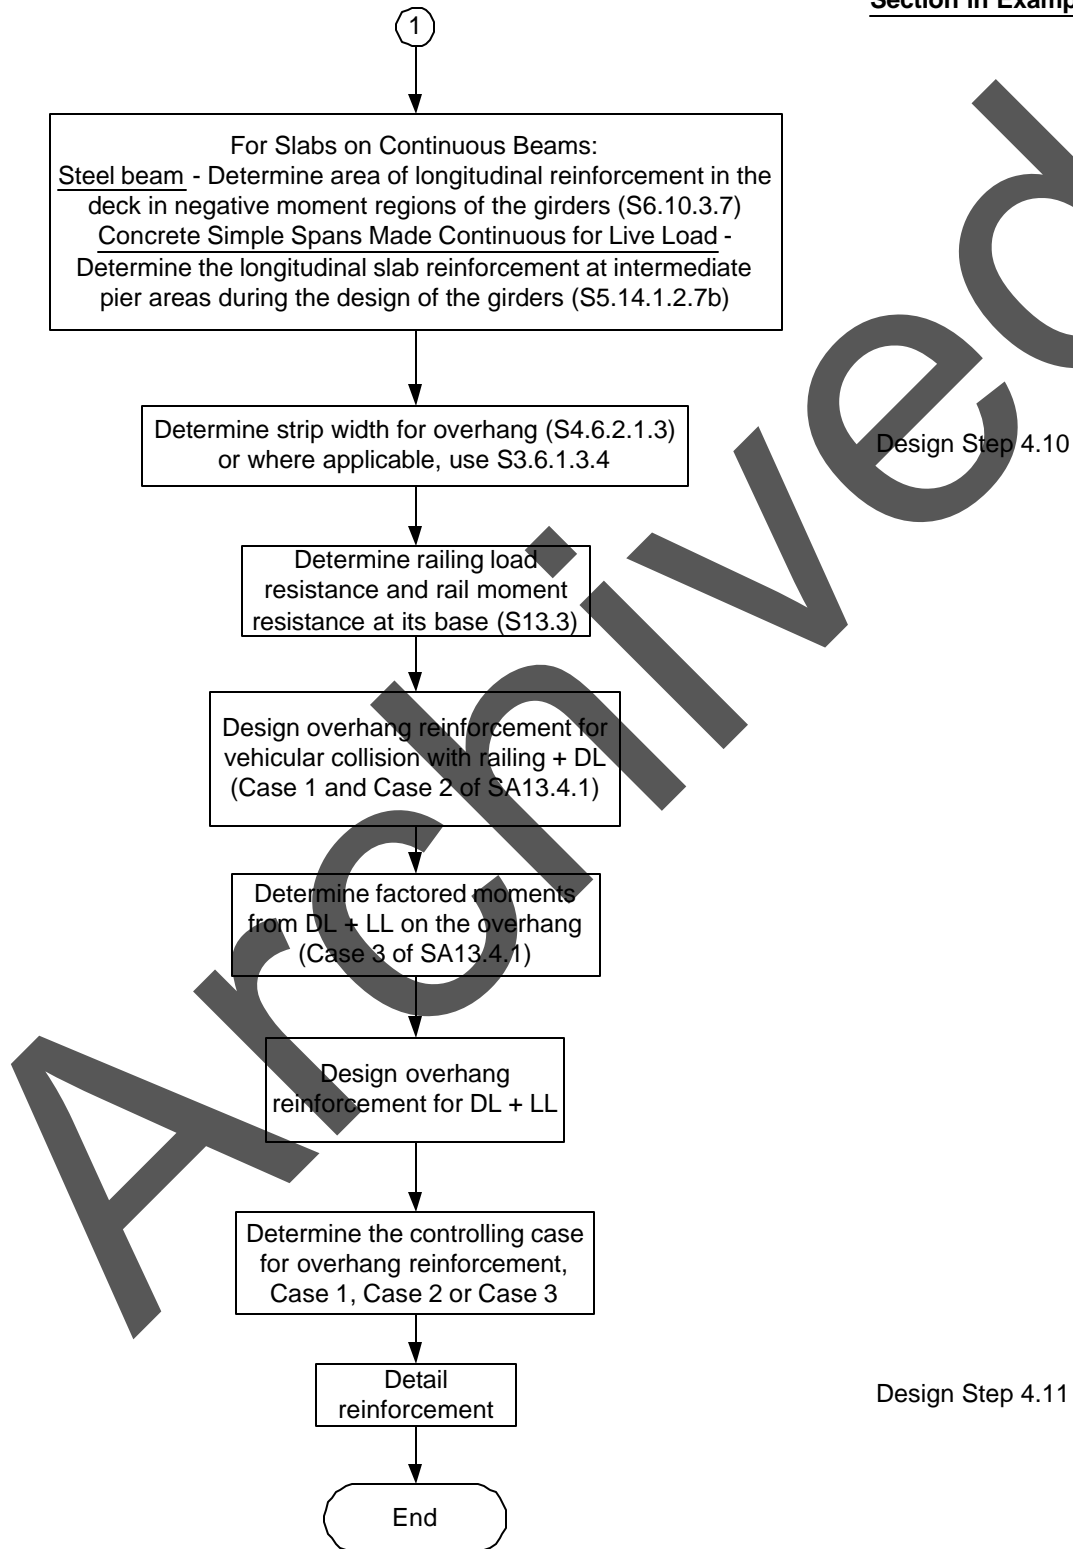 Section in Examp
1
For Slabs on Continuous Beams:
Steel beam - Determine area of longitudinal reinforcement in the
deck in negative moment regions of the girders (S6.10.3.7)
Concrete Simple Spans Made Continuous for Live Load -
Determine the longitudinal slab reinforcement at intermediate
pier areas during the design of the girders (S5.14.1.2.7b)
Determine strip width for overhang (S4.6.2.1.3)
or where applicable, use S3.6.1.3.4
Design Step 4.10
Determine railing load
resistance and rail moment
resistance at its base (S13.3)
Design overhang reinforcement for
vehicular collision with railing + DL
(Case 1 and Case 2 of SA13.4.1)
Determine factored moments
from DL + LL on the overhang
(Case 3 of SA13.4.1)
Design overhang
reinforcement for DL + LL
Determine the controlling case
for overhang reinforcement,
Case 1, Case 2 or Case 3
Detail
reinforcement
Design Step 4.11
End
Archived